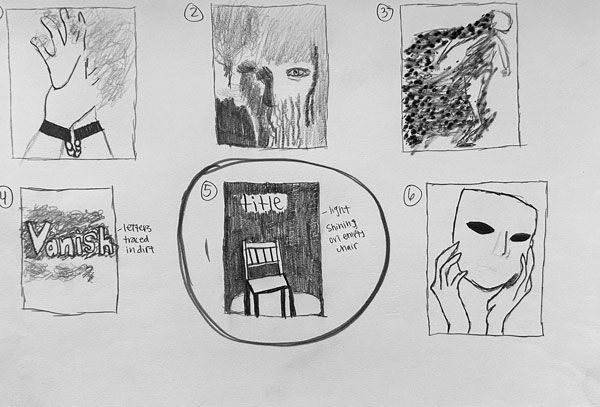 2
3
4
Vanish
letters
traced
in dirt
5
title
light
shining
on empty
chair
6